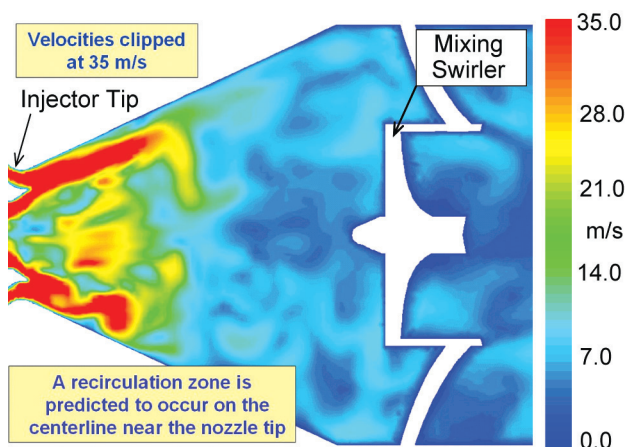 Velocities clipped
at 35 m/s
Injector Tip
Mixing
Swirler
A recirculation zone is
predicted to occur on the
centerline near the nozzle tip
35.0
28.0
21.0
m/s
14.0
7.0
0.0